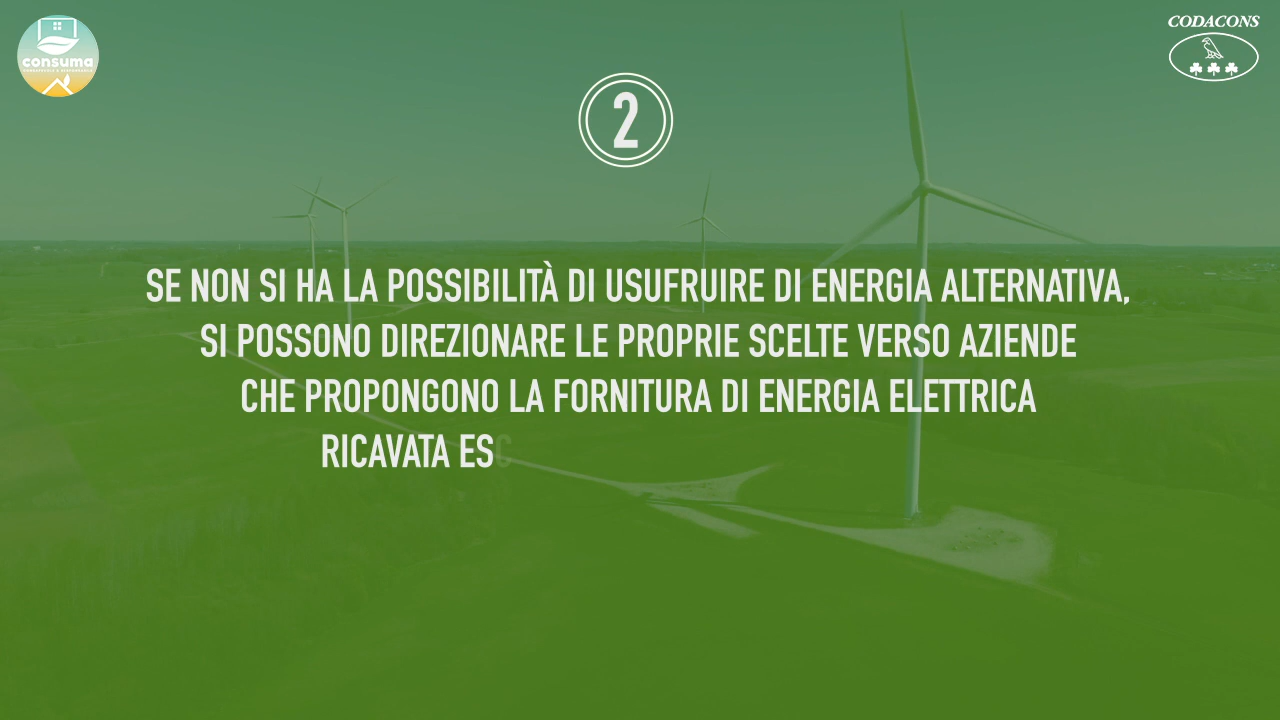 consuma
CODACONS
2
SE NON SI HA LA POSSIBILITÀ DI USUFRUIRE DI ENERGIA ALTERNATIVA,
SI POSSONO DIREZIONARE LE PROPRIE SCELTE VERSO AZIENDE
CHE PROPONGONO LA FORNITURA DI ENERGIA ELETTRICA
RICAVATA ESC